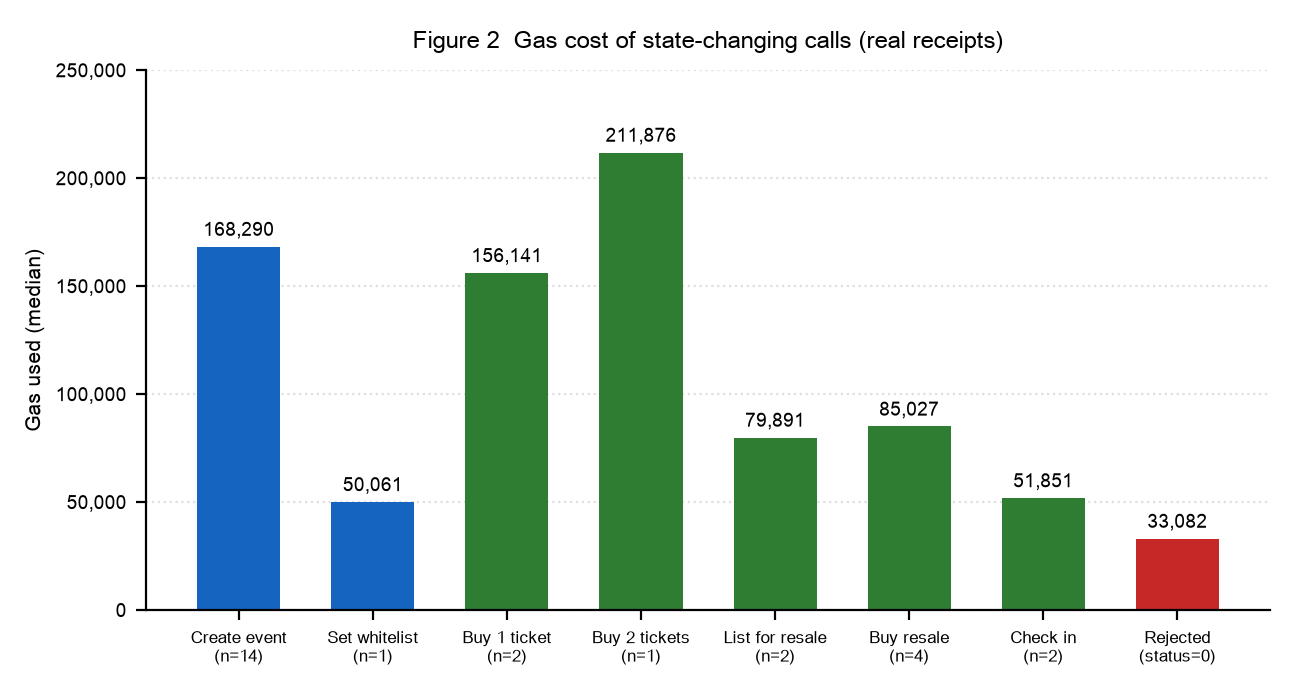 Figure 2  Gas cost of state-changing calls (real receipts)
Gas used (median)
250,000
200,000
150,000
100,000
50,000
0
168,290
50,061
156,141
211,876
79,891
85,027
51,851
33,082
Create event
(n=14)
Set whitelist
(n=1)
Buy 1 ticket
(n=2)
Buy 2 tickets
(n=1)
List for resale
(n=2)
Buy resale
(n=4)
Check in
(n=2)
Rejected
(status=0)